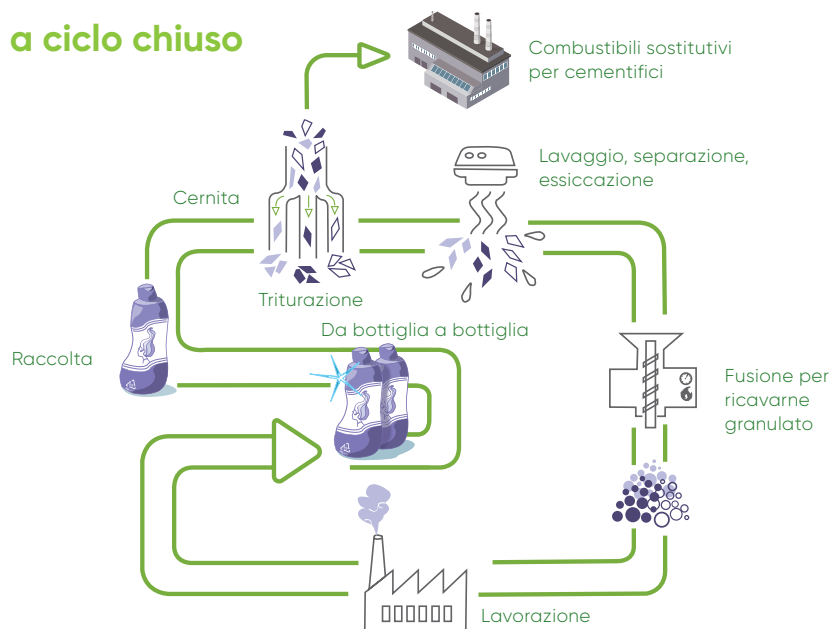 a ciclo chiuso
Combustibili sostitutivi
per cementifici
Lavaggio, separazione,
essiccazione
Cernita
Triturazione
Da bottiglia a bottiglia
Raccolta
Fusione per
ricavarne
granulato
Lavorazione